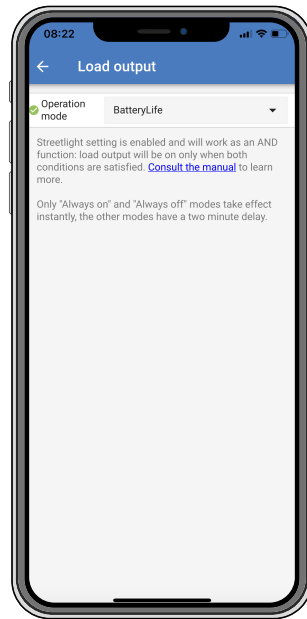 08:22
Load output
Operation
mode
BatteryLife
Streetlight setting is enabled and will work as an AND
function: load output will be on only when both
conditions are satisfied. Consult the manual to learn
more.
Only "Always on" and "Always off" modes take effect
instantly, the other modes have a two minute delay.